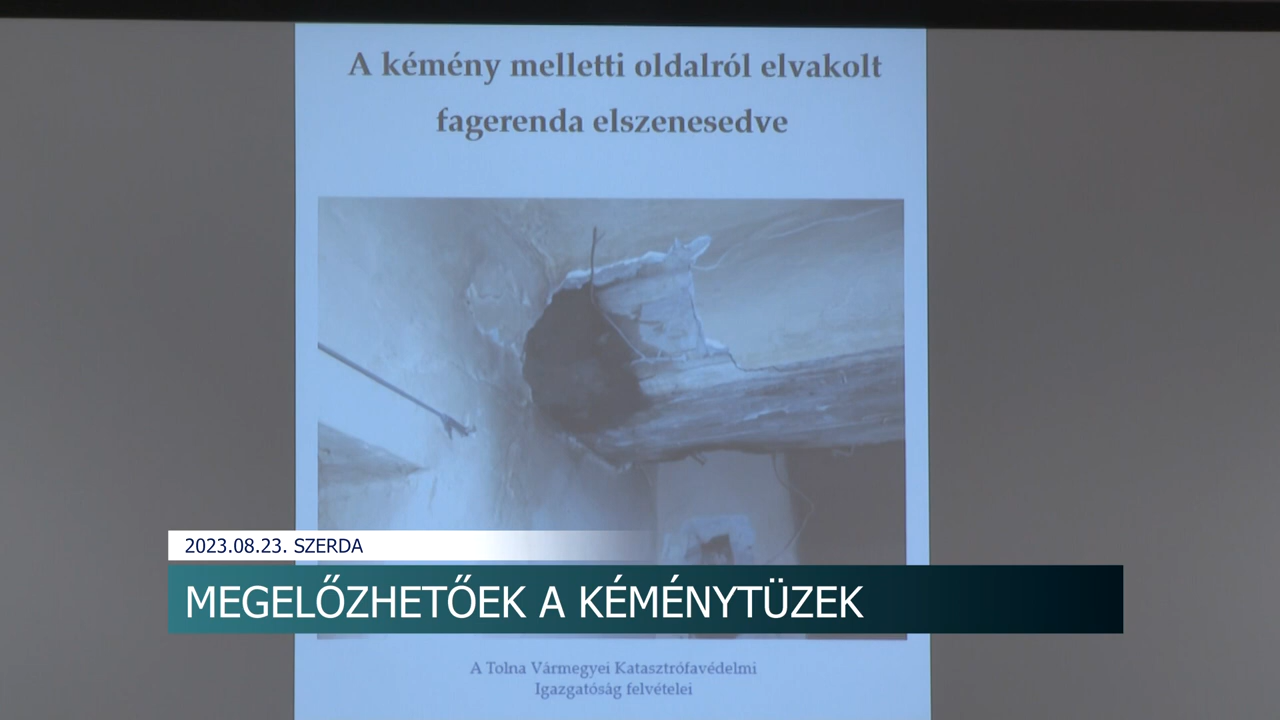 A kémény melletti oldalról elvakolt
fagerenda elszenesedve
2023.08.23. SZERDA
MEGELŐZHETŐEK A KÉMÉNYTÜZEK
A Tolna Vármegyei Katasztrófavédelmi
Igazgatóság felvételei